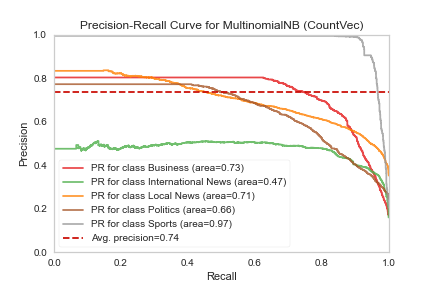 Precision-Recall Curve for MultinomialNB (CountVec)
1.0
0.8
0.6
0.4
0.2
0.0
Precision
PR for class Business (area=0.73)
PR for class International News (area=0.47)
PR for class Local News (area=0.71)
PR for class Politics (area=0.66)
PR for class Sports (area=0.97)
Avg. precision=0.74
0.0 0.2 0.4 0.6 0.8 1.0
Recall